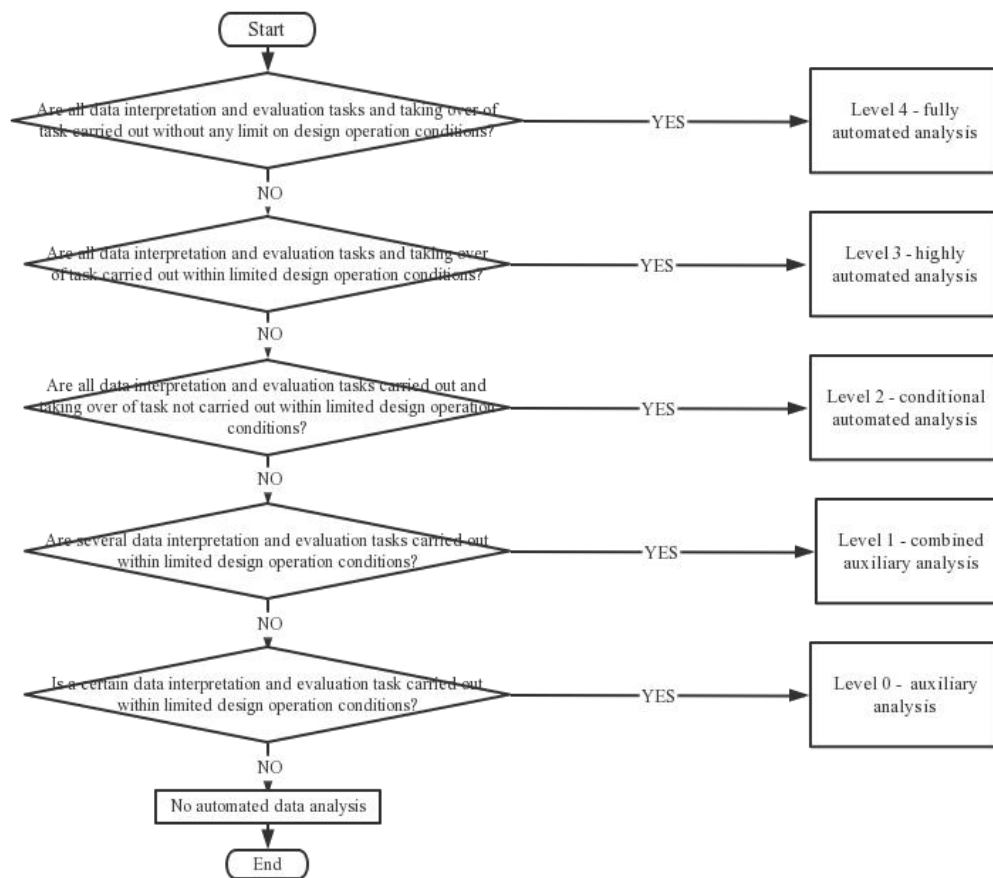 Start
Are all data interpretation and evaluation tasks and taking over of
task carried out without any limit on design operation conditions?
YES
Level 4 - fully
automated analysis
NO
Are all data interpretation and evaluation tasks and taking over
of task carried out within limited design operation conditions?
YES
Level 3 - highly
automated analysis
NO
Are all data interpretation and evaluation tasks carried out and
taking over of task not carried out within limited design operation
conditions?
YES
Level 2 - conditional
automated analysis
NO
Are several data interpretation and evaluation tasks carried out
within limited design operation conditions?
YES
Level 1 - combined
auxiliary analysis
NO
Is a certain data interpretation and evaluation task carried out
within limited design operation conditions?
YES
Level 0 - auxiliary
analysis
NO
No automated data analysis
End